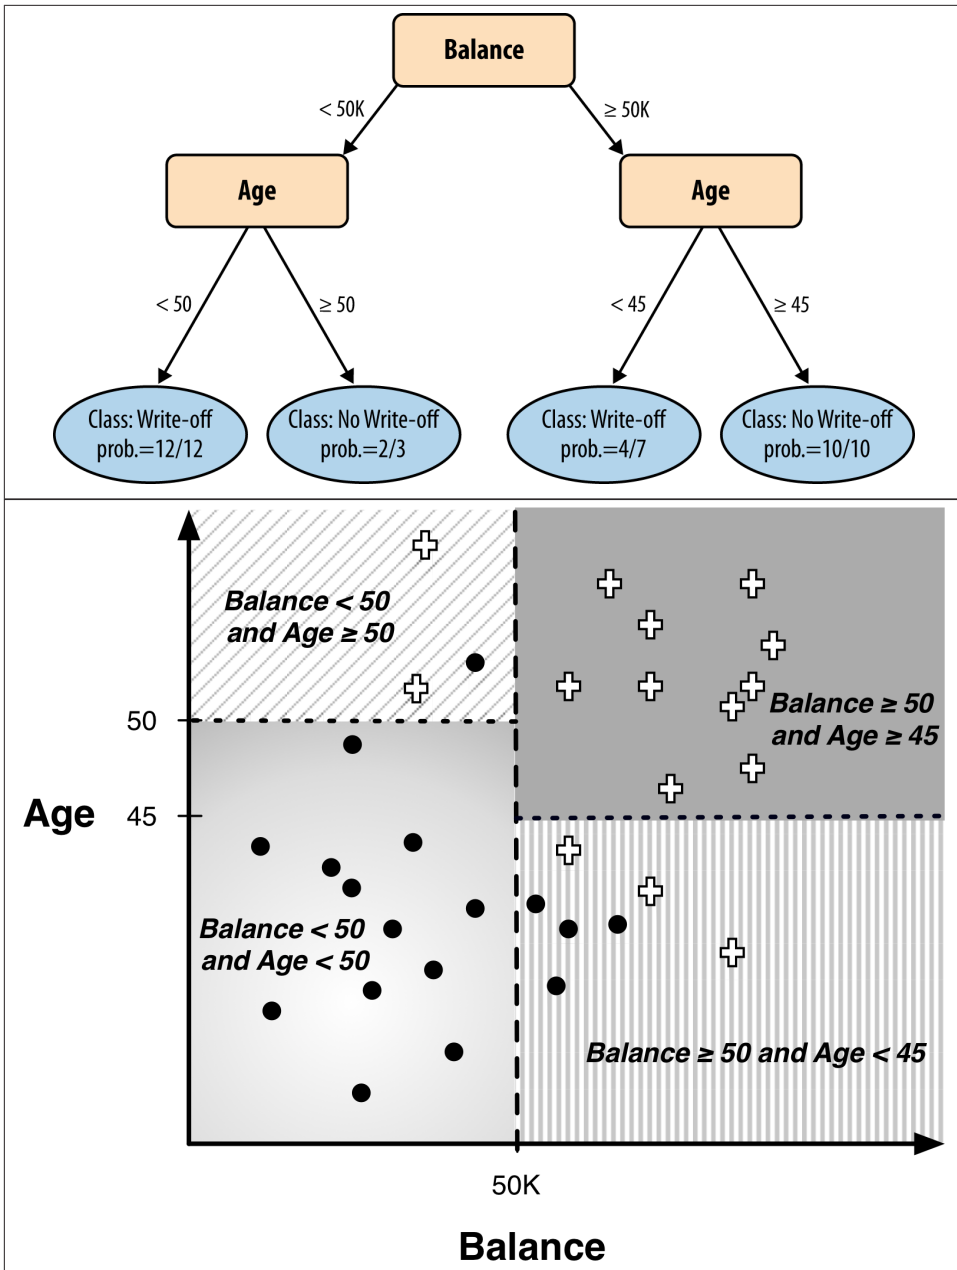 Balance
< 50K
≥ 50K
Age
Age
< 50
≥ 50
< 45
≥ 45
Class: Write-off
prob.=12/12
Class: No Write-off
prob.=2/3
Class: Write-off
prob.=4/7
Class: No Write-off
prob.=10/10
Balance < 50
and Age ≥ 50
Balance ≥ 50
and Age ≥ 45
50
Age
45
Balance < 50
and Age < 50
Balance ≥ 50 and Age < 45
50K
Balance